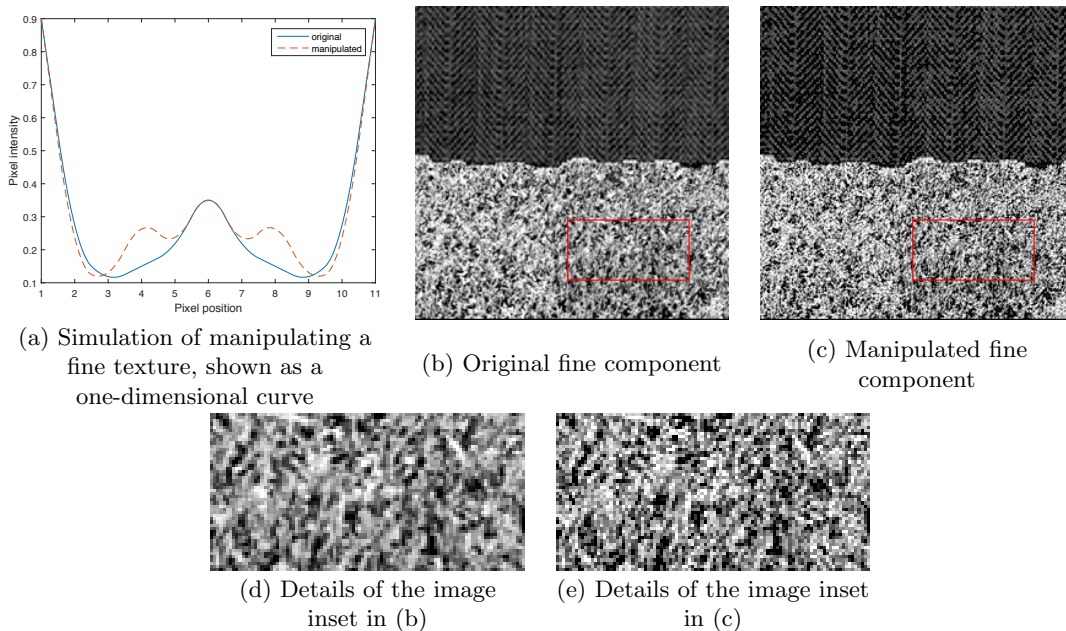 0.9
0.8
0.7
0.6
0.5
0.4
0.3
0.2
0.1
Pixel intensity
original
manipulated
1 2 3 4 5 6 7 8 9 10 11
Pixel position
(a) Simulation of manipulating a
fine texture, shown as a
one-dimensional curve
(b) Original fine component
(c) Manipulated fine
component
(d) Details of the image
inset in (b)
(e) Details of the image inset
in (c)